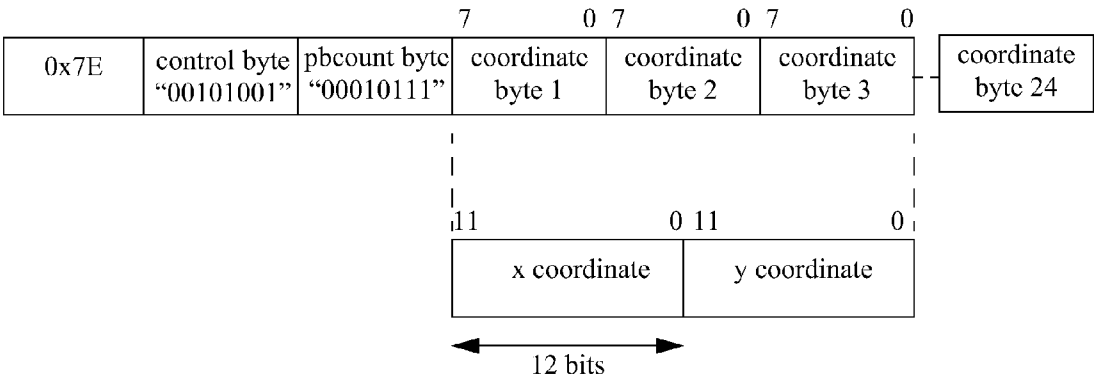 7 0 7 0 7 0
0x7E
control byte
“00101001”
pbcount byte
“00010111”
coordinate
byte 1
coordinate
byte 2
coordinate
byte 3
coordinate
byte 24
11 0 11 0
x coordinate
y coordinate
12 bits